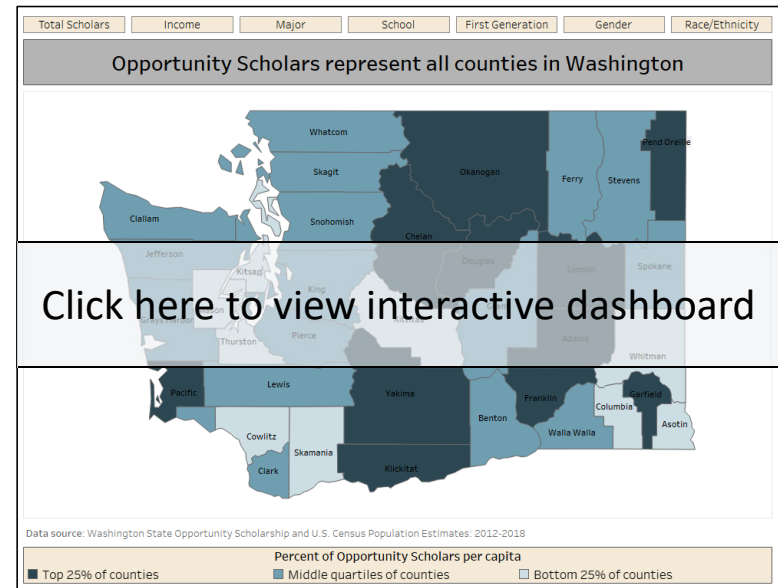 Total Scholars Income Major School First Generation Gender Race/Ethnicity
Opportunity Scholars represent all counties in Washington
Whatcom
Okanogan
Pend Oreille
Skagit
Ferry
Stevens
Clallam
Snohomish
Chelan
Jefferson
Douglas
Lincoln
Spokane
Kitsap
King
Click here to view interactive dashboard
Grays Harbor
Pierce
Adams
Thurston
Whitman
Pacific
Lewis
Yakima
Franklin
Garfield
Benton
Columbia
Asotin
Cowlitz
Walla Walla
Skamania
Clark
Klickitat
Data source: Washington State Opportunity Scholarship and U.S. Census Population Estimates: 2012-2018
Percent of Opportunity Scholars per capita
Top 25% of counties Middle quartiles of counties Bottom 25% of counties